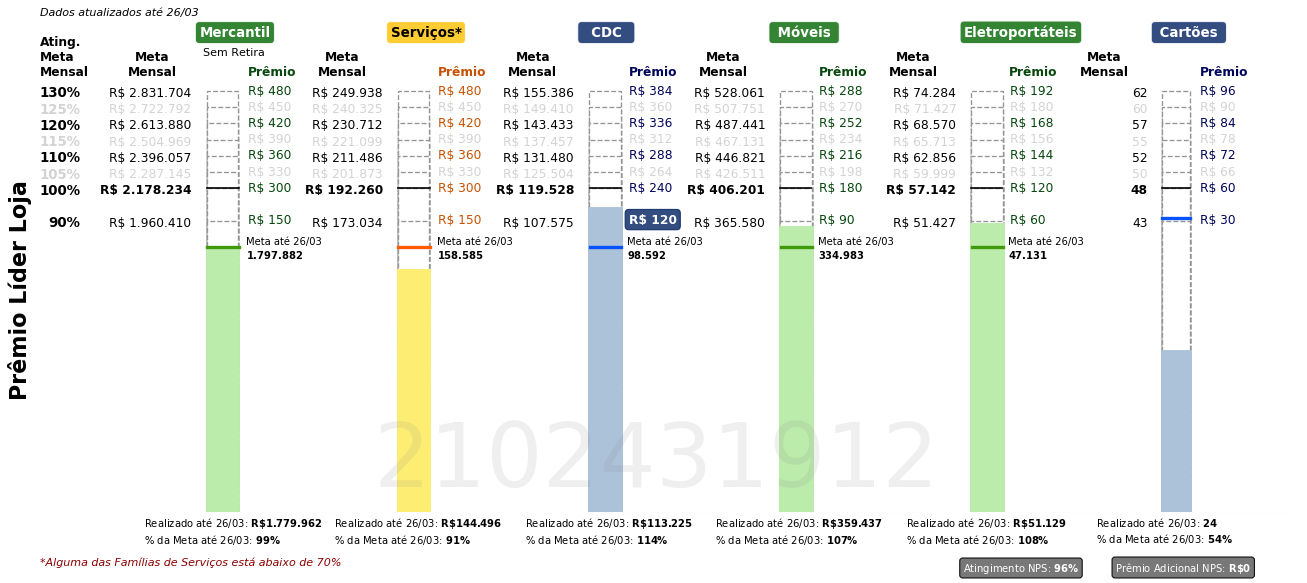 Dados atualizados até 26/03
Mercantil Serviços* CDC Móveis Eletroportáteis Cartões
Sem Retira
Ating. Meta Mensal Meta Mensal Prêmio Meta Mensal Prêmio Meta Mensal Prêmio Meta Mensal Prêmio Meta Mensal Prêmio Meta Mensal Prêmio
130% R$ 2.831.704 R$ 480 R$ 249.938 R$ 480 R$ 155.386 R$ 384 R$ 528.061 R$ 288 R$ 74.284 R$ 192 62 R$ 96
125% R$ 2.722.792 R$ 450 R$ 240.325 R$ 450 R$ 149.410 R$ 360 R$ 507.751 R$ 270 R$ 71.427 R$ 180 60 R$ 90
120% R$ 2.613.880 R$ 420 R$ 230.712 R$ 420 R$ 143.433 R$ 336 R$ 487.441 R$ 252 R$ 68.570 R$ 168 57 R$ 84
115% R$ 2.504.969 R$ 390 R$ 221.099 R$ 390 R$ 137.457 R$ 312 R$ 467.131 R$ 234 R$ 65.713 R$ 156 55 R$ 78
110% R$ 2.396.057 R$ 360 R$ 211.486 R$ 360 R$ 131.480 R$ 288 R$ 446.821 R$ 216 R$ 62.856 R$ 144 52 R$ 72
105% R$ 2.287.145 R$ 330 R$ 201.873 R$ 330 R$ 125.504 R$ 264 R$ 426.511 R$ 198 R$ 59.999 R$ 132 50 R$ 66
100% R$ 2.178.234 R$ 300 R$ 192.260 R$ 300 R$ 119.528 R$ 240 R$ 406.201 R$ 180 R$ 57.142 R$ 120 48 R$ 60
90% R$ 1.960.410 R$ 150 R$ 173.034 R$ 150 R$ 107.575 R$ 120 R$ 365.580 R$ 90 R$ 51.427 R$ 60 43 R$ 30
Meta até 26/03 Meta até 26/03 Meta até 26/03 Meta até 26/03 Meta até 26/03
1.797.882 158.585 98.592 334.983 47.131
Prêmio Líder Loja
2102431912
Realizado até 26/03: R$1.779.962 Realizado até 26/03: R$144.496 Realizado até 26/03: R$113.225 Realizado até 26/03: R$359.437 Realizado até 26/03: R$51.129 Realizado até 26/03: 24
% da Meta até 26/03: 99% % da Meta até 26/03: 91% % da Meta até 26/03: 114% % da Meta até 26/03: 107% % da Meta até 26/03: 108% % da Meta até 26/03: 54%
*Alguma das Famílias de Serviços está abaixo de 70% Atingimento NPS: 96% Prêmio Adicional NPS: R$0